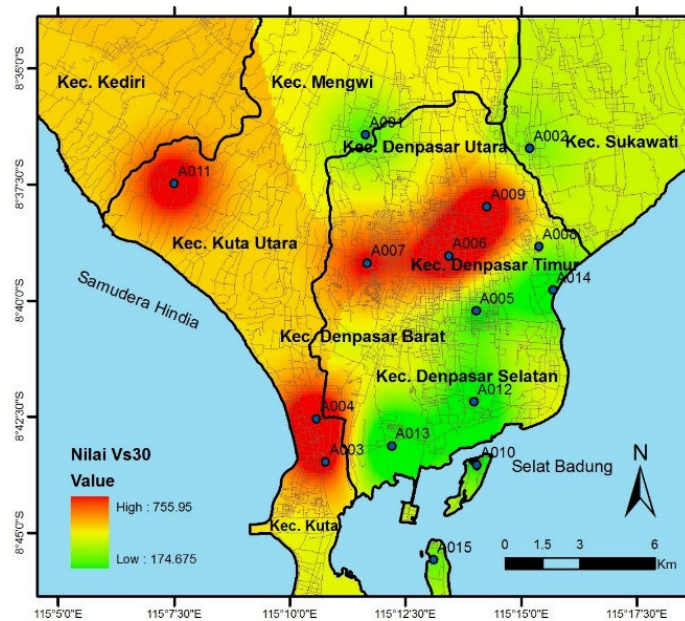 8°35'0"S
8°37'30"S
8°40'0"S
8°42'30"S
8°45'0"S
Kec. Kediri
Kec. Mengwi
A001
Kec. Denpasar Utara
A002
Kec. Sukawati
A011
A009
Kec. Kuta Utara
A007
A006
A008
Kec. Denpasar Timur
A014
Samudera Hindia
A005
Kec. Denpasar Barat
Kec. Denpasar Selatan
A004
A012
A013
A003
A010
Selat Badung
N
Nilai Vs30
Value
High : 755.95
Low : 174.675
Kec. Kuta
A015
0 1.5 3 6
Km
115°5'0"E 115°7'30"E 115°10'0"E 115°12'30"E 115°15'0"E 115°17'30"E